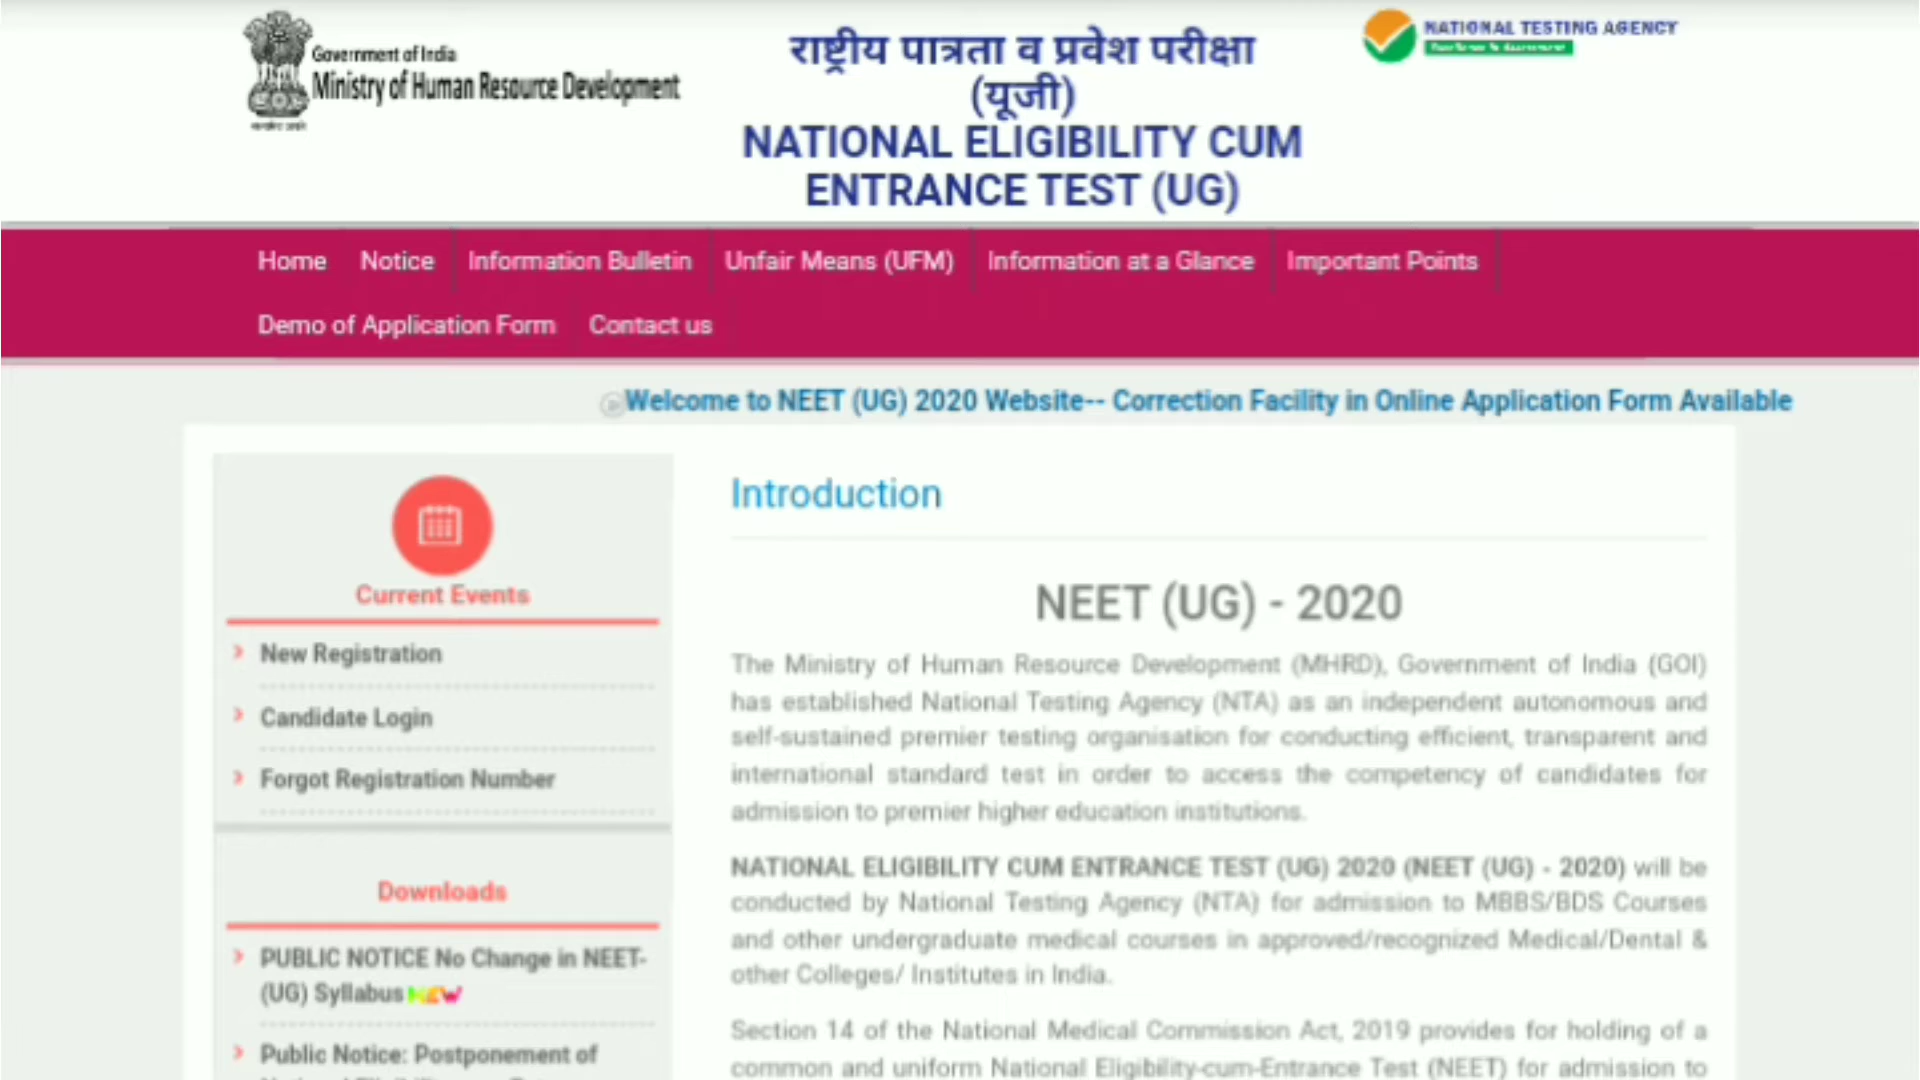 Government of India
Ministry of Human Resource Development
राष्ट्रीय पात्रता व प्रवेश परीक्षा
(यूजी)
NATIONAL ELIGIBILITY CUM
ENTRANCE TEST (UG)
NATIONAL TESTING AGENCY
Home Notice Information Bulletin Unfair Means (UFM) Information at a Glance Important Points
Demo of Application Form Contact us
Welcome to NEET (UG) 2020 Website-- Correction Facility in Online Application Form Available
Current Events
New Registration
Candidate Login
Forgot Registration Number
Downloads
PUBLIC NOTICE No Change in NEET-
(UG) Syllabus NEW
Public Notice: Postponement of
Introduction
NEET (UG) - 2020
The Ministry of Human Resource Development (MHRD), Government of India (GOI)
has established National Testing Agency (NTA) as an independent autonomous and
self-sustained premier testing organisation for conducting efficient, transparent and
international standard test in order to access the competency of candidates for
admission to premier higher education institutions.
NATIONAL ELIGIBILITY CUM ENTRANCE TEST (UG) 2020 (NEET (UG) - 2020) will be
conducted by National Testing Agency (NTA) for admission to MBBS/BDS Courses
and other undergraduate medical courses in approved/recognized Medical/Dental &
other Colleges/ Institutes in India.
Section 14 of the National Medical Commission Act, 2019 provides for holding of a
common and uniform National Eligibility-cum-Entrance Test (NEET) for admission to